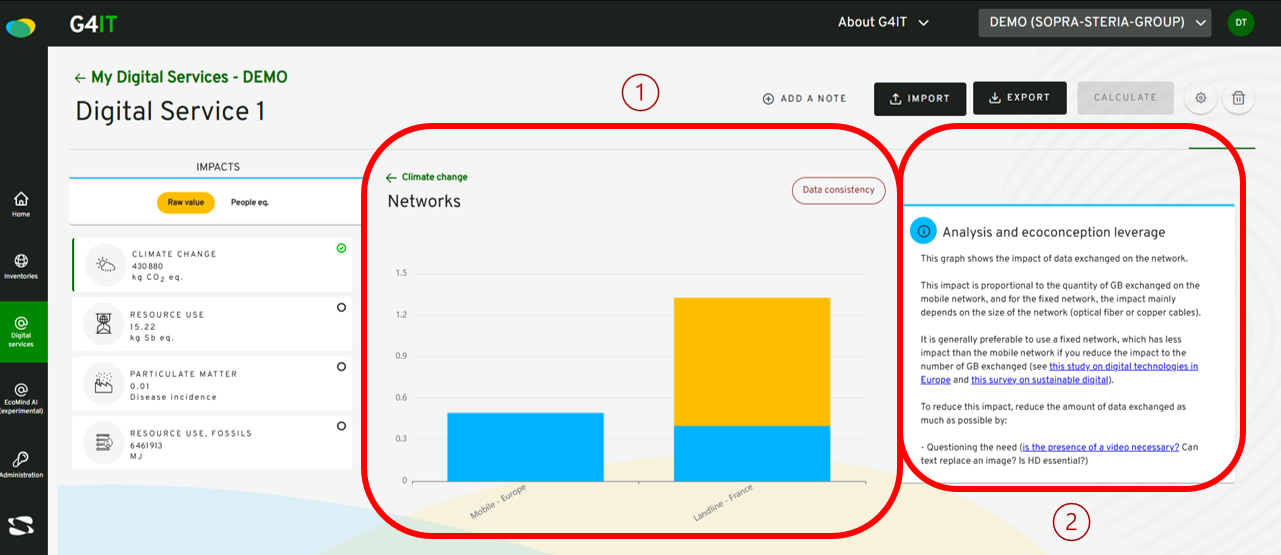 G4IT
About G4IT
DEMO (SOPRA-STERIA-GROUP)
DT
← My Digital Services - DEMO
Digital Service 1
1
ADD A NOTE
IMPORT
EXPORT
CALCULATE
Home
Inventories
Digital
services
EcoMind AI
(experimental)
Administration
IMPACTS
Raw value
People eq.
CLIMATE CHANGE
430880
kg CO2 eq.
RESOURCE USE
15.22
kg Sb eq.
PARTICULATE MATTER
0.01
Disease incidence
RESOURCE USE, FOSSILS
6461913
MJ
← Climate change
Networks
Data consistency
1.5
1.2
0.9
0.6
0.3
0
Mobile - Europe
Landline - France
Analysis and ecoconception leverage
This graph shows the impact of data exchanged on the network.
This impact is proportional to the quantity of GB exchanged on the
mobile network, and for the fixed network, the impact mainly
depends on the size of the network (optical fiber or copper cables).
It is generally preferable to use a fixed network, which has less
impact than the mobile network if you reduce the impact to the
number of GB exchanged (see this study on digital technologies in
Europe and this survey on sustainable digital).
To reduce this impact, reduce the amount of data exchanged as
much as possible by:
- Questioning the need (is the presence of a video necessary? Can
text replace an image? Is HD essential?)
2